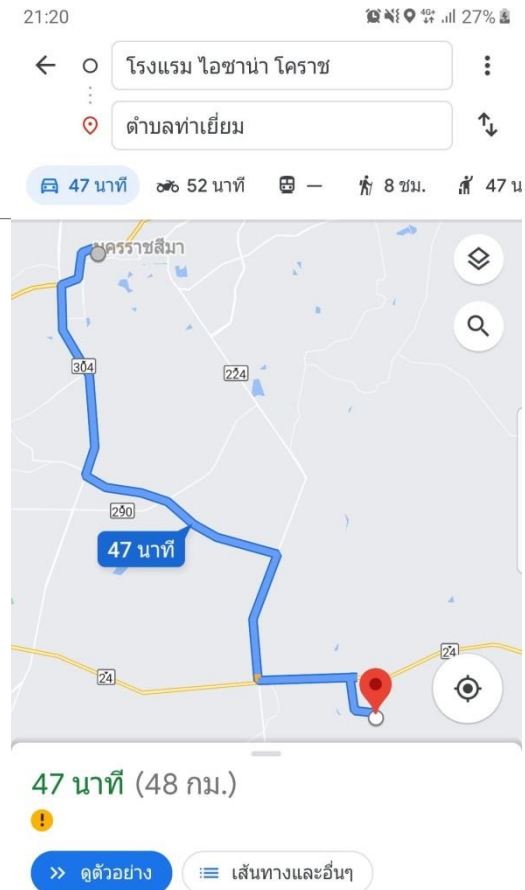 21:20
4G+ 27%
โรงแรม ไอซาน่า โคราช
ตำบลท่าเยี่ยม
47 นาที 52 นาที — 8 ชม. 47 น
นครราชสีมา
304
224
290
47 นาที
24
24
47 นาที (48 กม.)
ดูตัวอย่าง เส้นทางและอื่นๆ